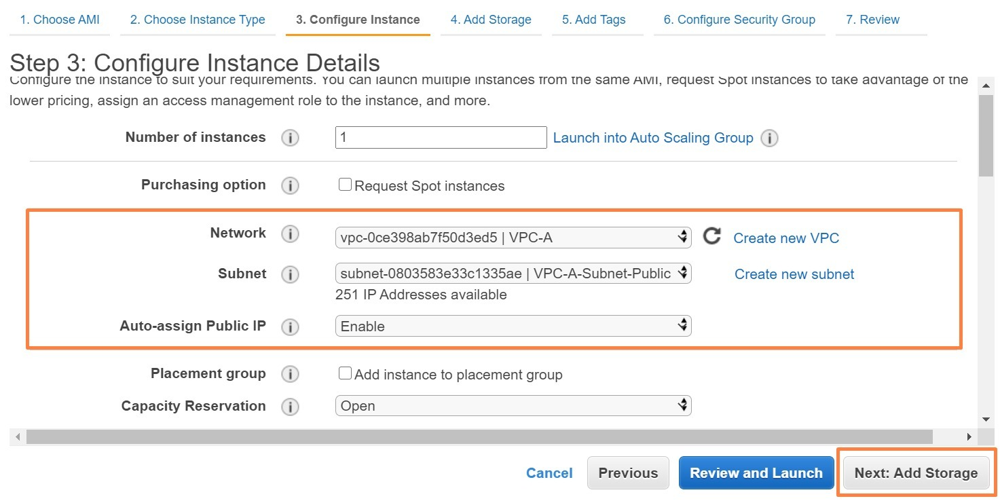 1. Choose AMI 2. Choose Instance Type 3. Configure Instance 4. Add Storage 5. Add Tags 6. Configure Security Group 7. Review
Step 3: Configure Instance Details
Configure the instance to suit your requirements. You can launch multiple instances from the same AMI, request Spot instances to take advantage of the
lower pricing, assign an access management role to the instance, and more.
Number of instances i 1 Launch into Auto Scaling Group i
Purchasing option i Request Spot instances
Network i vpc-0ce398ab7f50d3ed5 | VPC-A Create new VPC
Subnet i subnet-0803583e33c1335ae | VPC-A-Subnet-Public Create new subnet
251 IP Addresses available
Auto-assign Public IP i Enable
Placement group i Add instance to placement group
Capacity Reservation i Open
Cancel Previous Review and Launch Next: Add Storage